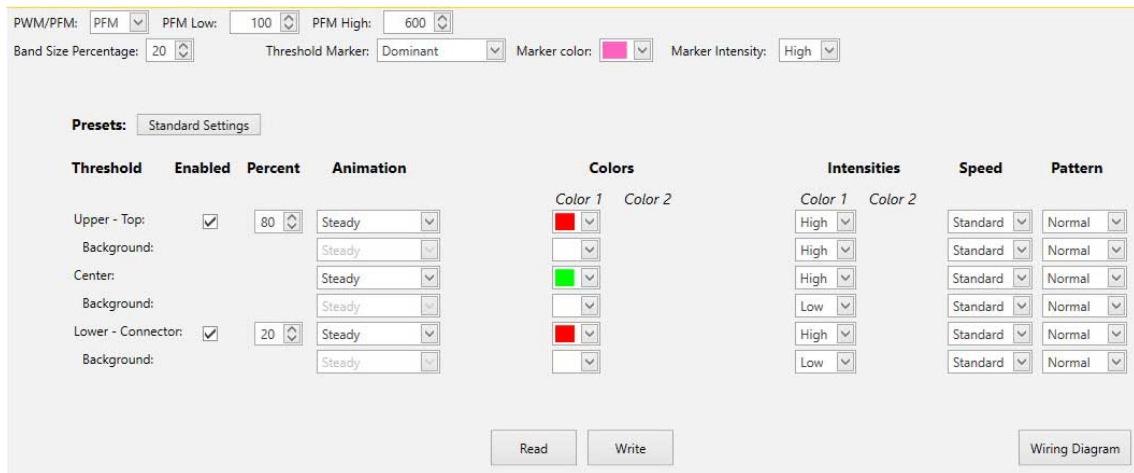 PWM/PFM: PFM PFM Low: 100 PFM High: 600
Band Size Percentage: 20 Threshold Marker: Dominant Marker color: Marker Intensity: High
Presets: Standard Settings
Threshold Enabled Percent Animation Colors Intensities Speed Pattern
Color 1 Color 2 Color 1 Color 2
Upper - Top: 80 Steady High Standard Normal
Background: Steady High Standard Normal
Center: Steady High Standard Normal
Background: Steady Low Standard Normal
Lower - Connector: 20 Steady High Standard Normal
Background: Steady Low Standard Normal
Read Write Wiring Diagram